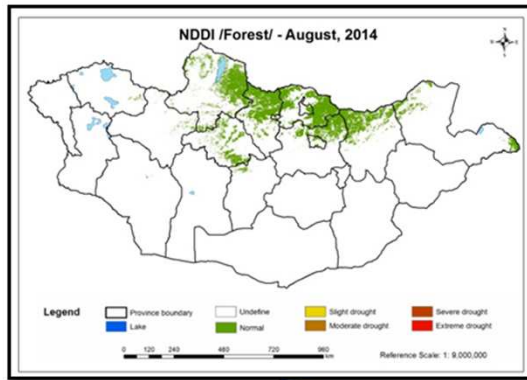 NDDI /Forest/ - August, 2014
Legend
Province boundary
Undefine
Slight drought
Severe drought
Lake
Normal
Moderate drought
Extreme drought
0 120 240 480 720 960
km
Reference Scale: 1: 9,000,000